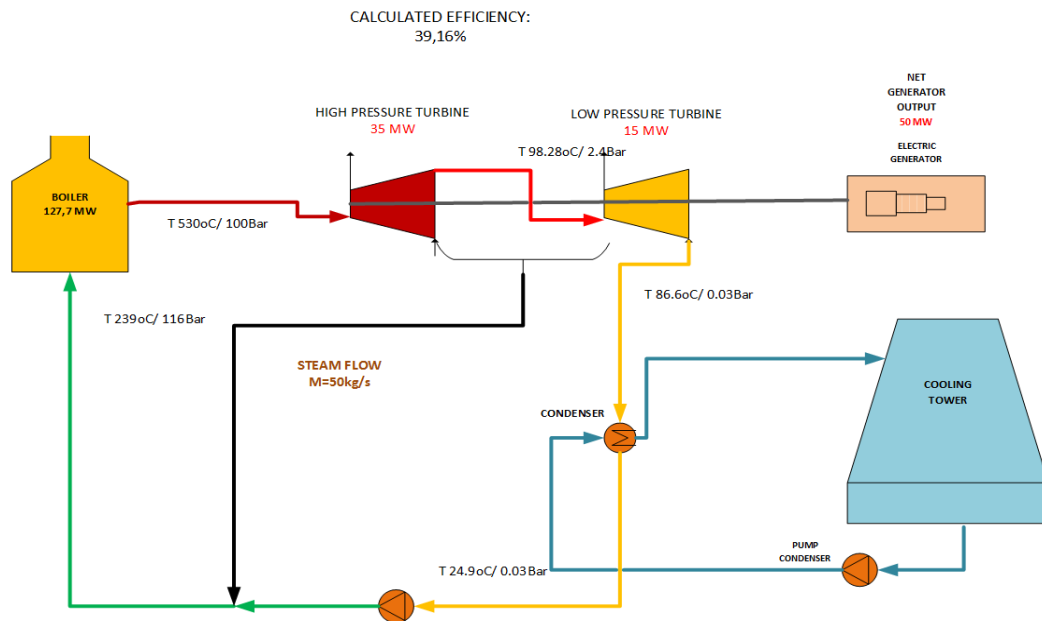 CALCULATED EFFICIENCY:
39,16%
NET
GENERATOR
OUTPUT
50 MW
HIGH PRESSURE TURBINE
35 MW
LOW PRESSURE TURBINE
15 MW
ELECTRIC
GENERATOR
T 98.28oC/ 2.4Bar
BOILER
127,7 MW
T 530oC/ 100Bar
T 86.6oC/ 0.03Bar
T 239oC/ 116Bar
STEAM FLOW
M=50kg/s
COOLING
TOWER
CONDENSER
PUMP
CONDENSER
T 24.9oC/ 0.03Bar